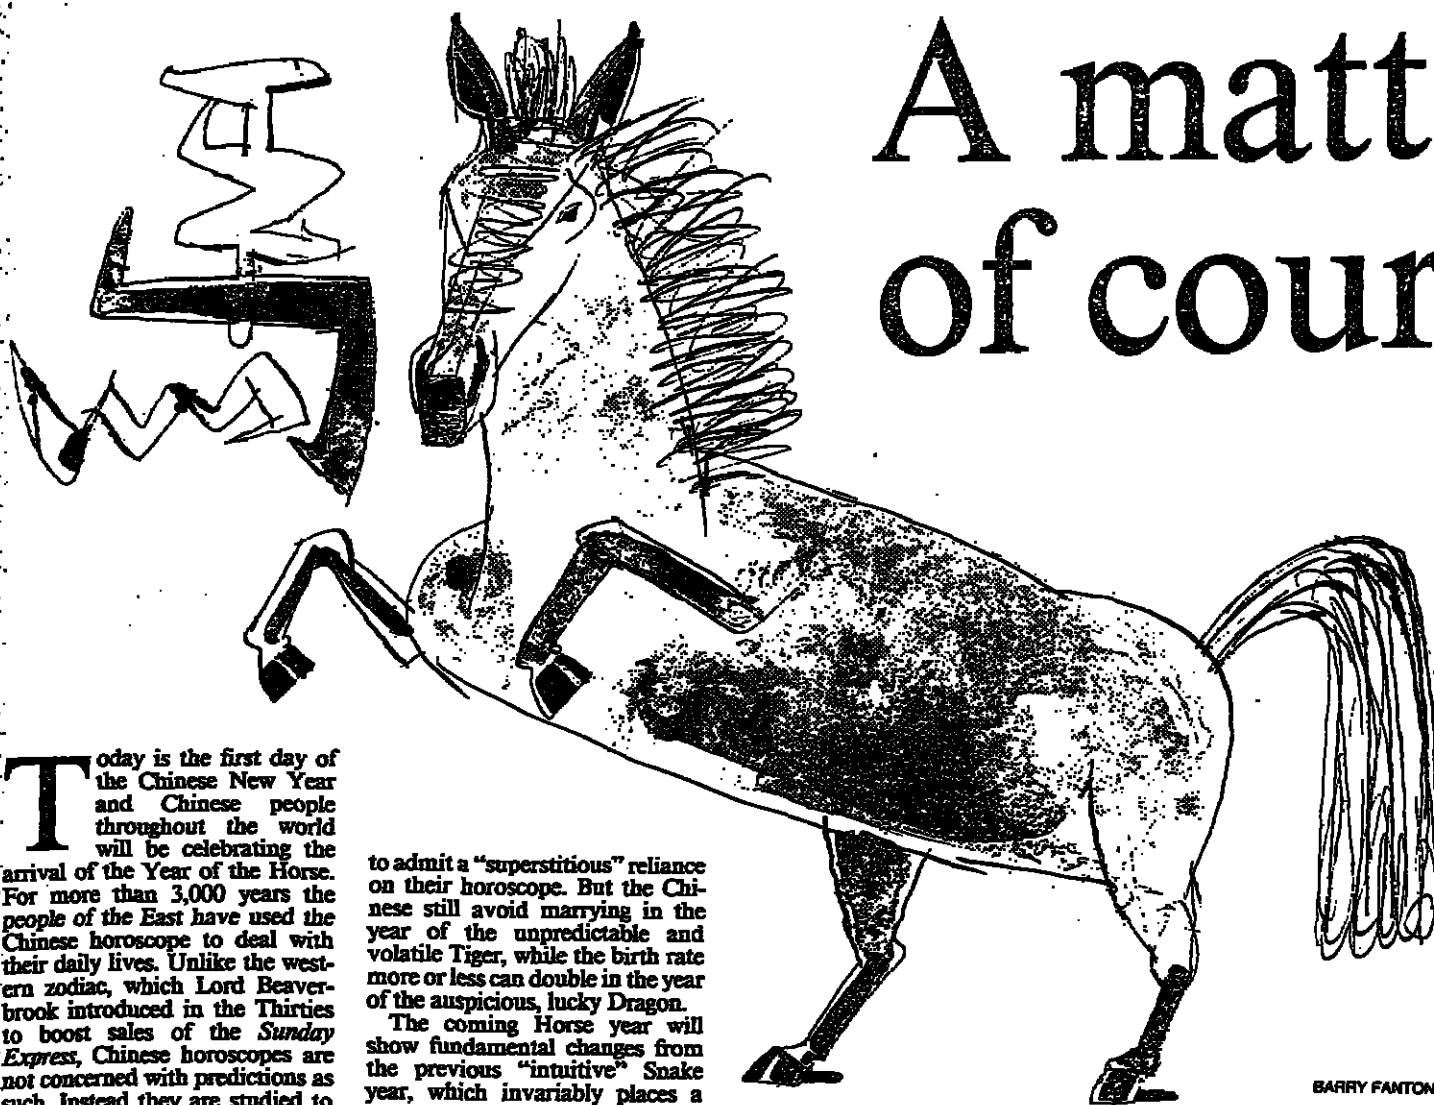 A matt
of cour
Today is the first day of
the Chinese New Year
and Chinese people
throughout the world
will be celebrating the
arrival of the Year of the Horse.
For more than 3,000 years the
people of the East have used the
Chinese horoscope to deal with
their daily lives. Unlike the west-
ern zodiac, which Lord Beaver-
brook introduced in the Thirties
to boost sales of the Sunday
Express, Chinese horoscopes are
not concerned with predictions as
such. Instead they are studied to
to admit a “superstitious” reliance
on their horoscope. But the Chi-
nese still avoid marrying in the
year of the unpredictable and
volatile Tiger, while the birth rate
more or less can double in the year
of the auspicious, lucky Dragon.
The coming Horse year will
show fundamental changes from
the previous “intuitive” Snake
year, which invariably places a
BARRY FANTON